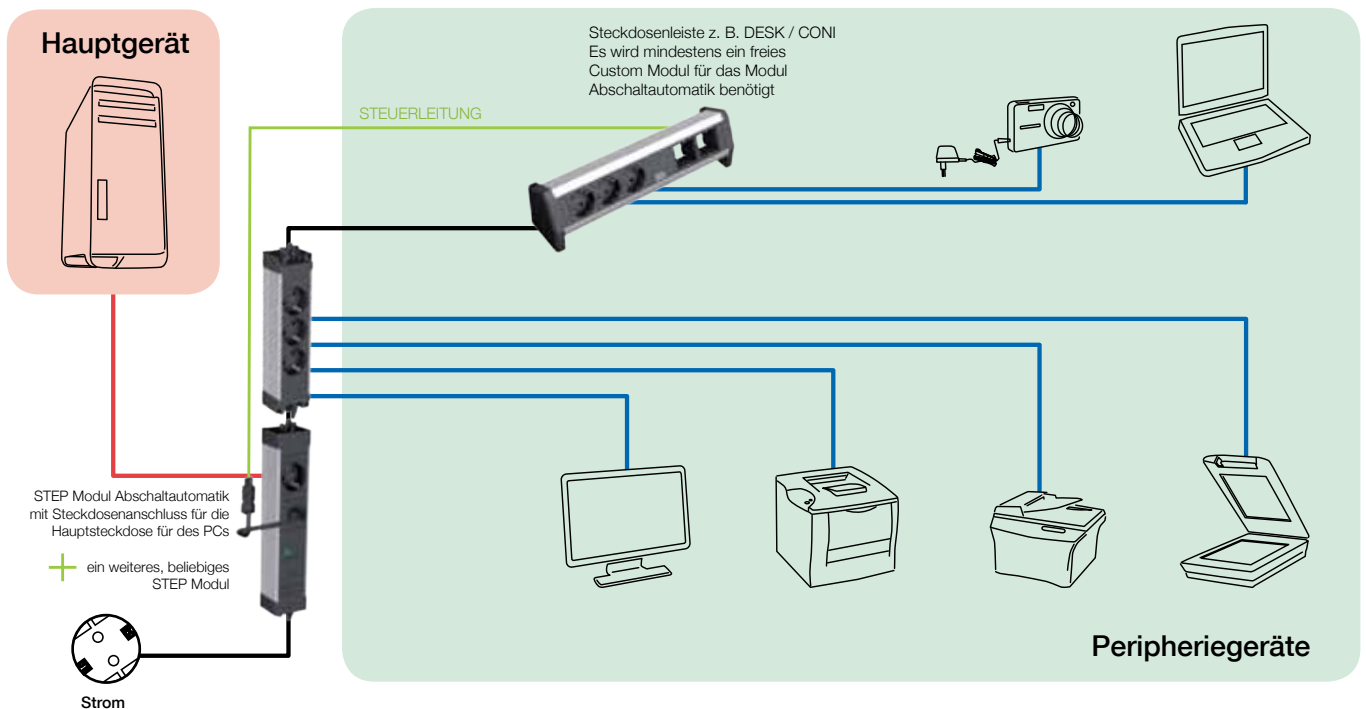 Hauptgerät
Steckdosenleiste z. B. DESK / CONI
Es wird mindestens ein freies
Custom Modul für das Modul
Abschaltautomatik benötigt
STEUERLEITUNG
STEP Modul Abschaltautomatik
mit Steckdosenanschluss für die
Hauptsteckdose für des PCs
ein weiteres, beliebiges
STEP Modul
Strom
Peripheriegeräte